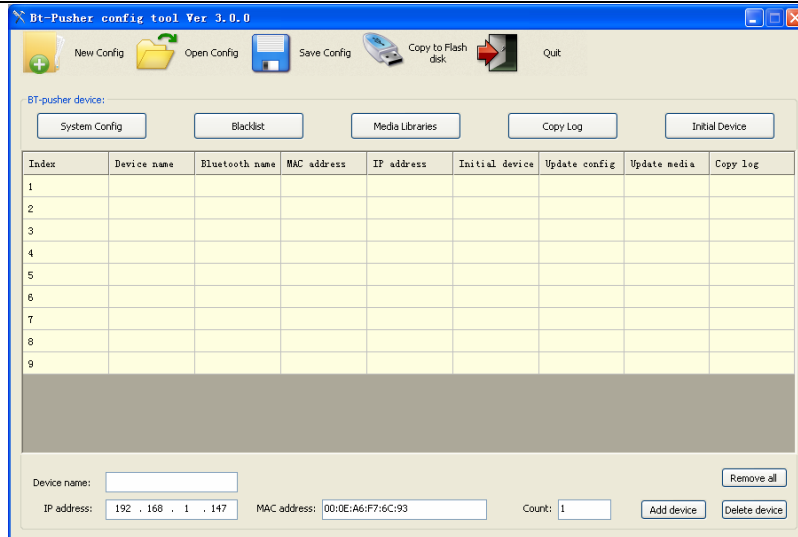 Bt-Pusher config tool Ver 3.0.0
New Config Open Config Save Config Copy to Flash disk Quit
BT-pusher device:
System Config Blacklist Media Libraries Copy Log Initial Device
Index Device name Bluetooth name MAC address IP address Initial device Update config Update media Copy log
1
2
3
4
5
6
7
8
9
Device name: Remove all
IP address: 192 . 168 . 1 . 147 MAC address: 00:0E:A6:F7:6C:93 Count: 1 Add device Delete device